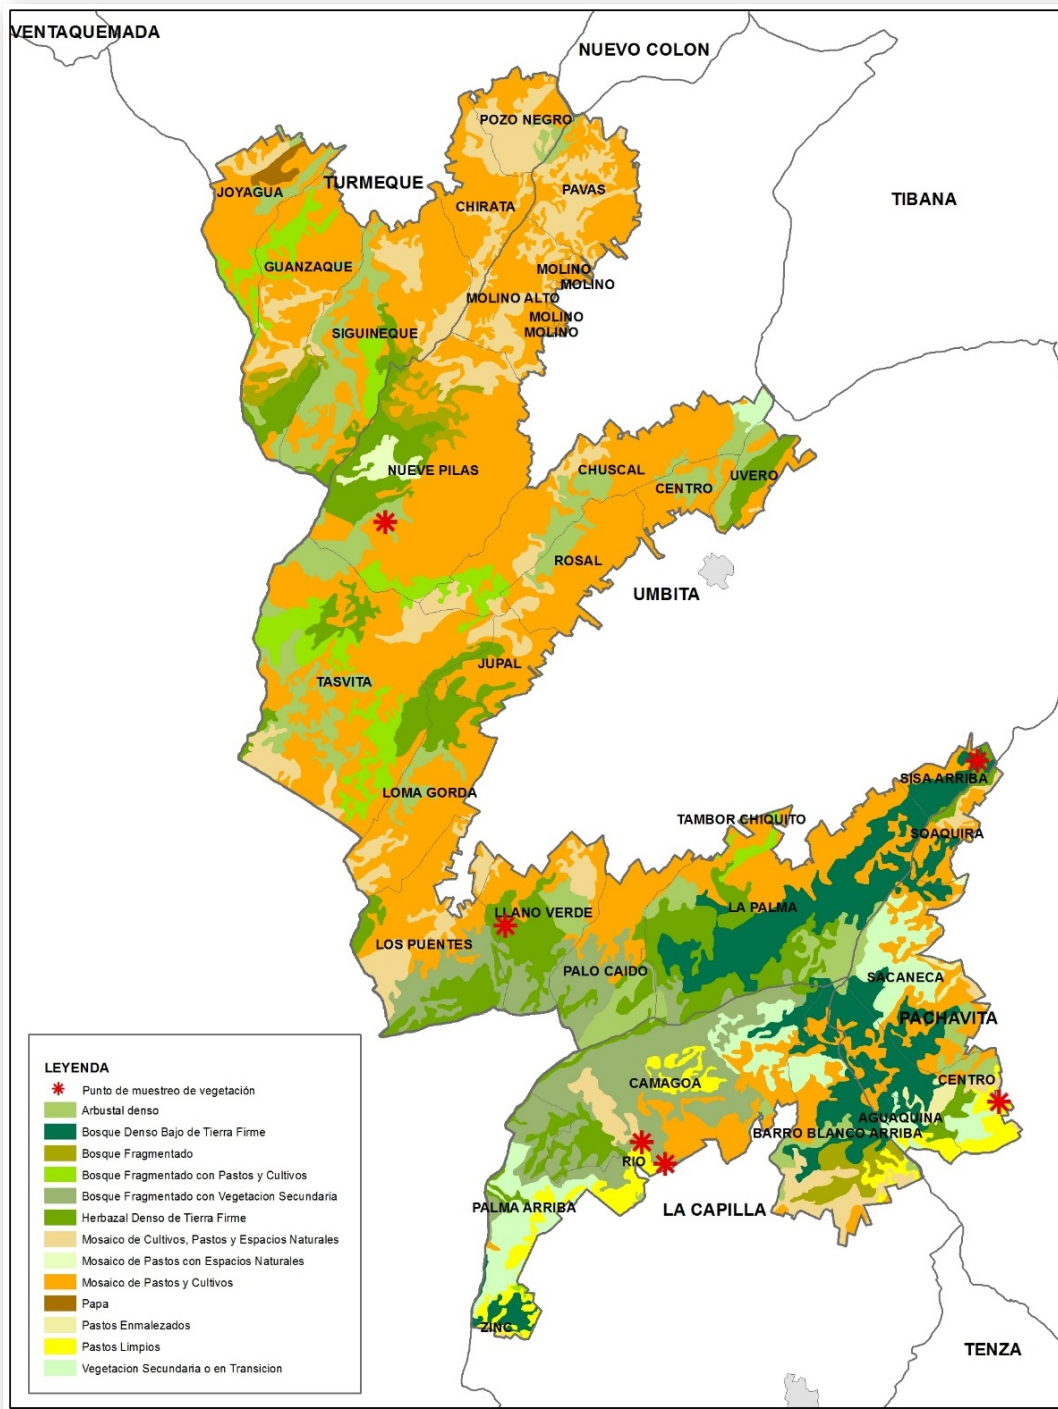 VENTAQUEMADA
NUEVO COLON
POZO NEGRO
TURMEQUE
JOYAGUA
PAVAS
TIBANA
CHIRATA
GUANZAQUE
MOLINO
MOLINO
MOLINO ALTO
MOLINO
MOLINO
SIGUINEQUE
NUEVE PILAS
CHUSCAL
UVERO
CENTRO
ROSAL
UMBITA
JUPAL
TASVITA
SISA ARRIBA
LOMA GORDA
TAMBOR CHIQUITO
SOAQUIRA
LA PALMA
LLANO VERDE
LOS PUENTES
PALO CAIDO
SACANECA
PACHAVITA
CAMAGOA
CENTRO
AGUAQUINA
BARRO BLANCO ARRIBA
RIO
PALMA ARRIBA
LA CAPILLA
ZINC
TENZA
LEYENDA
Punto de muestreo de vegetación
Arbustal denso
Bosque Denso Bajo de Tierra Firme
Bosque Fragmentado
Bosque Fragmentado con Pastos y Cultivos
Bosque Fragmentado con Vegetacion Secundaria
Herbazal Denso de Tierra Firme
Mosaico de Cultivos, Pastos y Espacios Naturales
Mosaico de Pastos con Espacios Naturales
Mosaico de Pastos y Cultivos
Papa
Pastos Enmalezados
Pastos Limpios
Vegetacion Secundaria o en Transicion